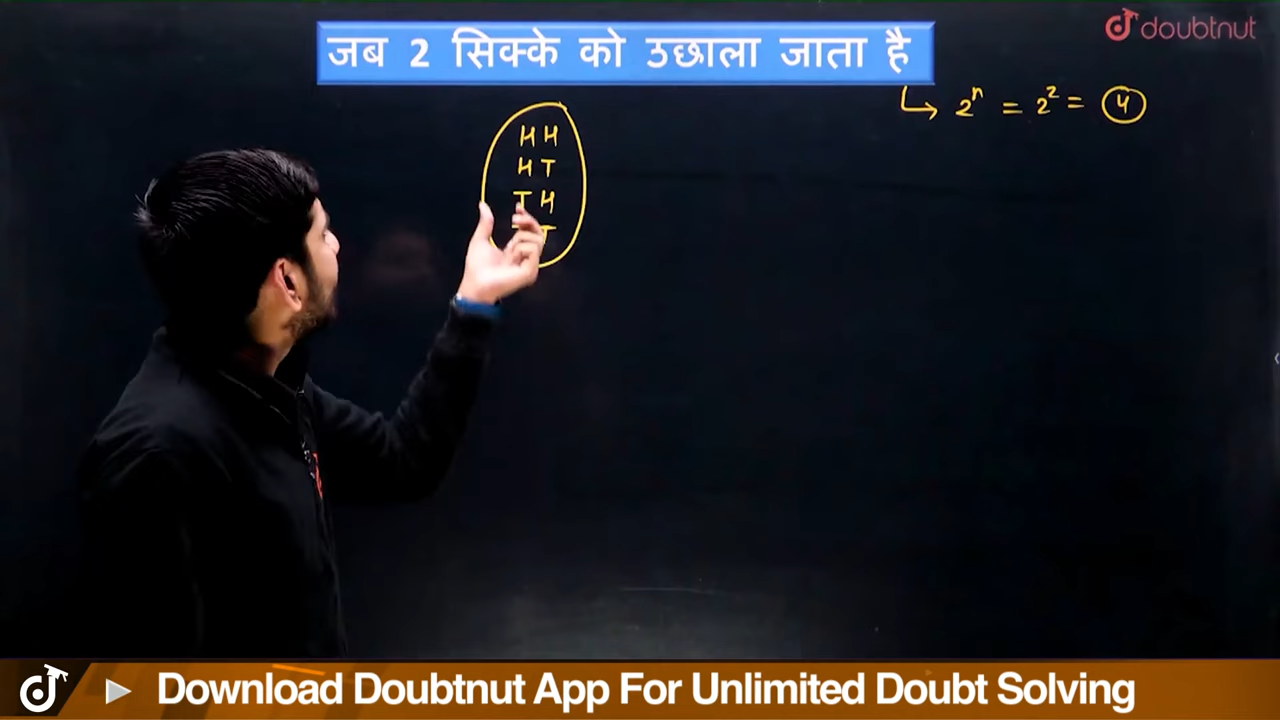 जब 2 सिक्के को उछाला जाता है
doubtnut
↳ 2ⁿ = 2² = 4
H H
H T
T H
T
Download Doubtnut App For Unlimited Doubt Solving